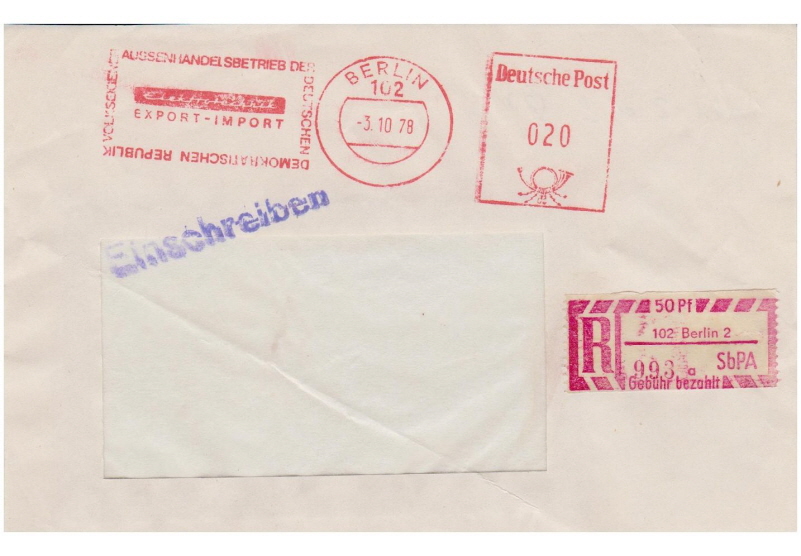 VOLKSEIGENER
AUSSENHANDELSBETRIEB DER
DEUTSCHEN
DEMOKRATISCHEN REPUBLIK
EXPORT-IMPORT
BERLIN
102
-3.10 78
Deutsche Post
020
Einschreiben
50 Pf
R
102 Berlin 2
993 a
SbPA
Gebühr bezahlt